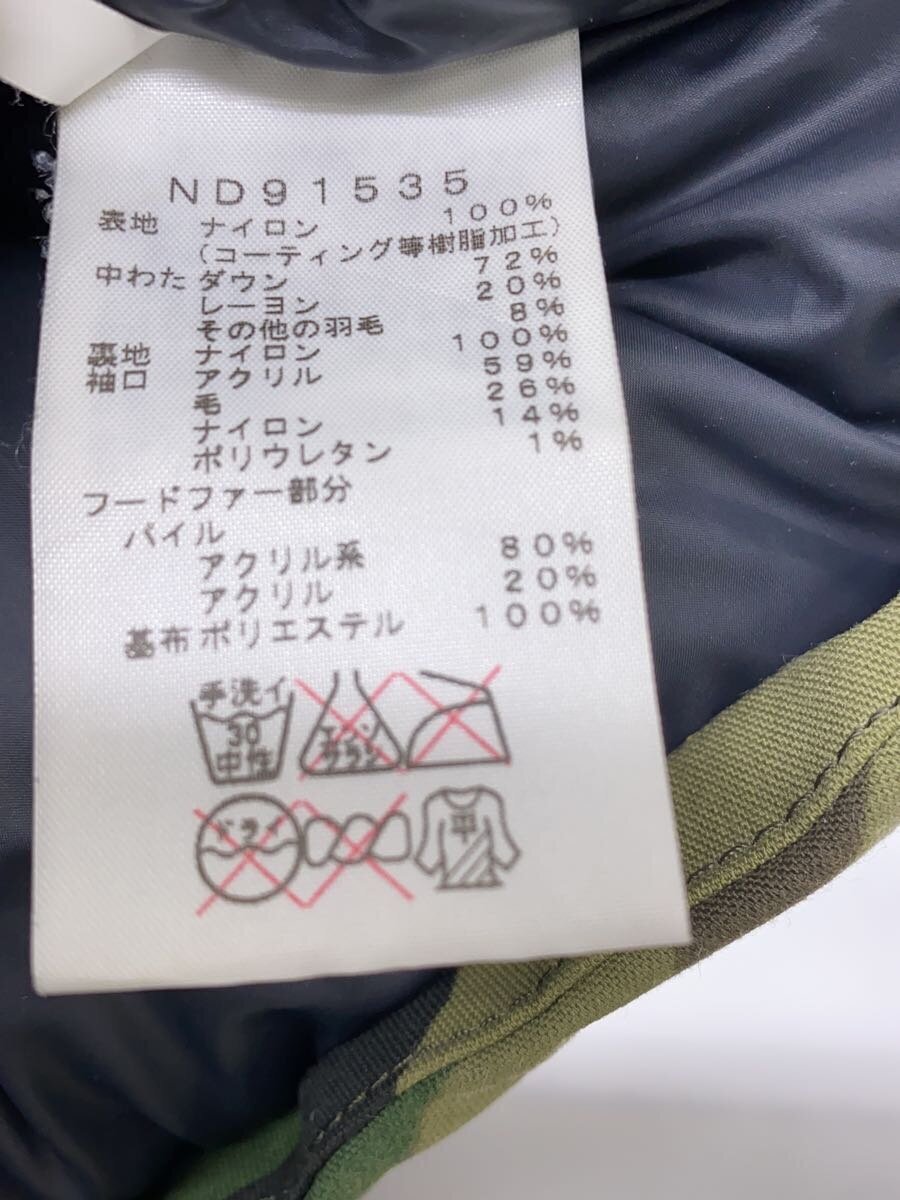 ND91535
表地 ナイロン 100%
(コーティング等樹脂加工)
中わた ダウン 72%
レーヨン 20%
その他の羽毛 8%
裏地 ナイロン 100%
袖口 アクリル 59%
毛 26%
ナイロン 14%
ポリウレタン 1%
フードファー部分
パイル
アクリル系 80%
アクリル 20%
基布 ポリエステル 100%
手洗イ
30
中性
エンソ
サラシ
ドライ
平